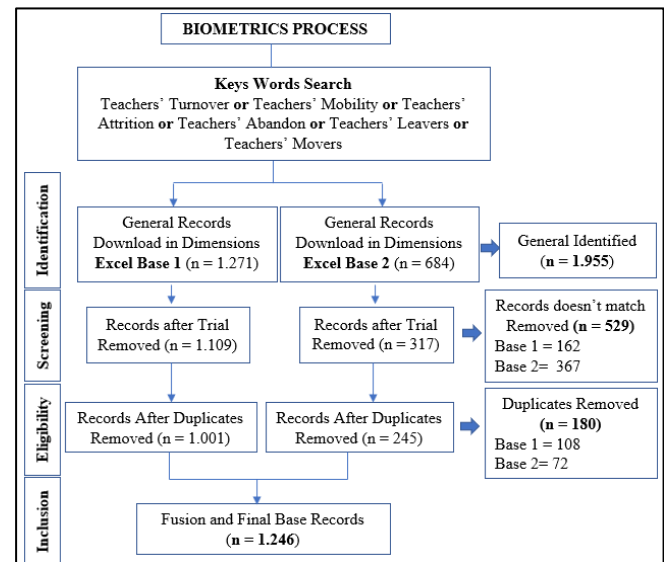 BIOMETRICS PROCESS
Keys Words Search
Teachers' Turnover or Teachers' Mobility or Teachers'
Attrition or Teachers' Abandon or Teachers' Leavers or
Teachers' Movers
Identification
General Records
Download in Dimensions
Excel Base 1 (n = 1.271)
General Records
Download in Dimensions
Excel Base 2 (n = 684)
General Identified
(n = 1.955)
Screening
Records after Trial
Removed (n = 1.109)
Records after Trial
Removed (n = 317)
Records doesn't match
Removed (n = 529)
Base 1 = 162
Base 2= 367
Eligibility
Records After Duplicates
Removed (n = 1.001)
Records After Duplicates
Removed (n = 245)
Duplicates Removed
(n = 180)
Base 1 = 108
Base 2= 72
Inclusion
Fusion and Final Base Records
(n = 1.246)